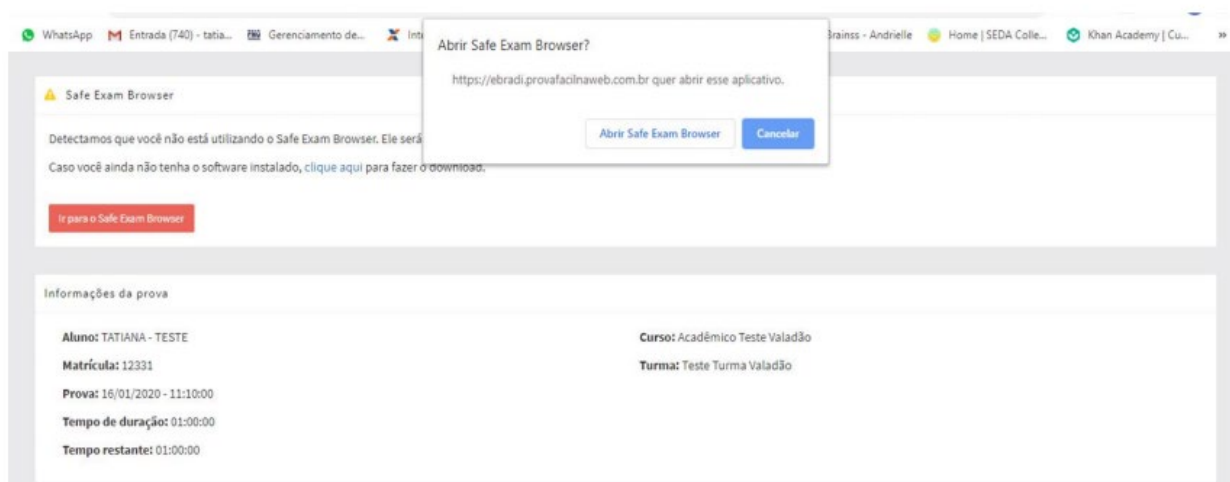 WhatsApp Entrada (740) - tatia... Gerenciamento de... Brainss - Andrielle Home | SEDA Colle... Khan Academy | Cu... »
Abrir Safe Exam Browser?
https://ebradi.provafacilnaweb.com.br quer abrir esse aplicativo.
Abrir Safe Exam Browser Cancelar
Safe Exam Browser
Detectamos que você não está utilizando o Safe Exam Browser. Ele será
Caso você ainda não tenha o software instalado, clique aqui para fazer o download.
Ir para o Safe Exam Browser
Informações da prova
Aluno: TATIANA - TESTE Curso: Acadêmico Teste Valadão
Matrícula: 12331 Turma: Teste Turma Valadão
Prova: 16/01/2020 - 11:10:00
Tempo de duração: 01:00:00
Tempo restante: 01:00:00